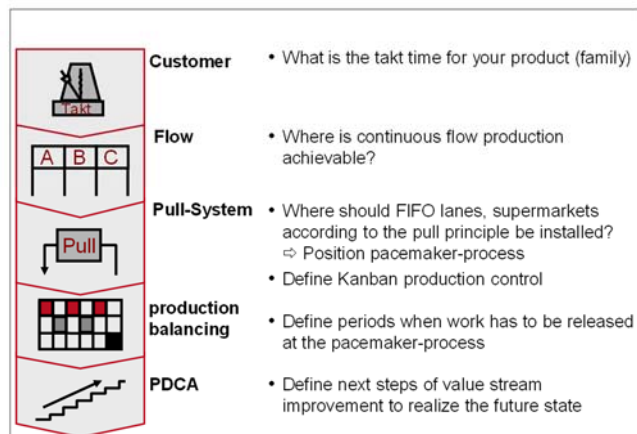 Takt
Customer
• What is the takt time for your product (family)
A B C
Flow
• Where is continuous flow production
achievable?
Pull
Pull-System
• Where should FIFO lanes, supermarkets
according to the pull principle be installed?
⇨ Position pacemaker-process
• Define Kanban production control
production
balancing
• Define periods when work has to be released
at the pacemaker-process
PDCA
• Define next steps of value stream
improvement to realize the future state